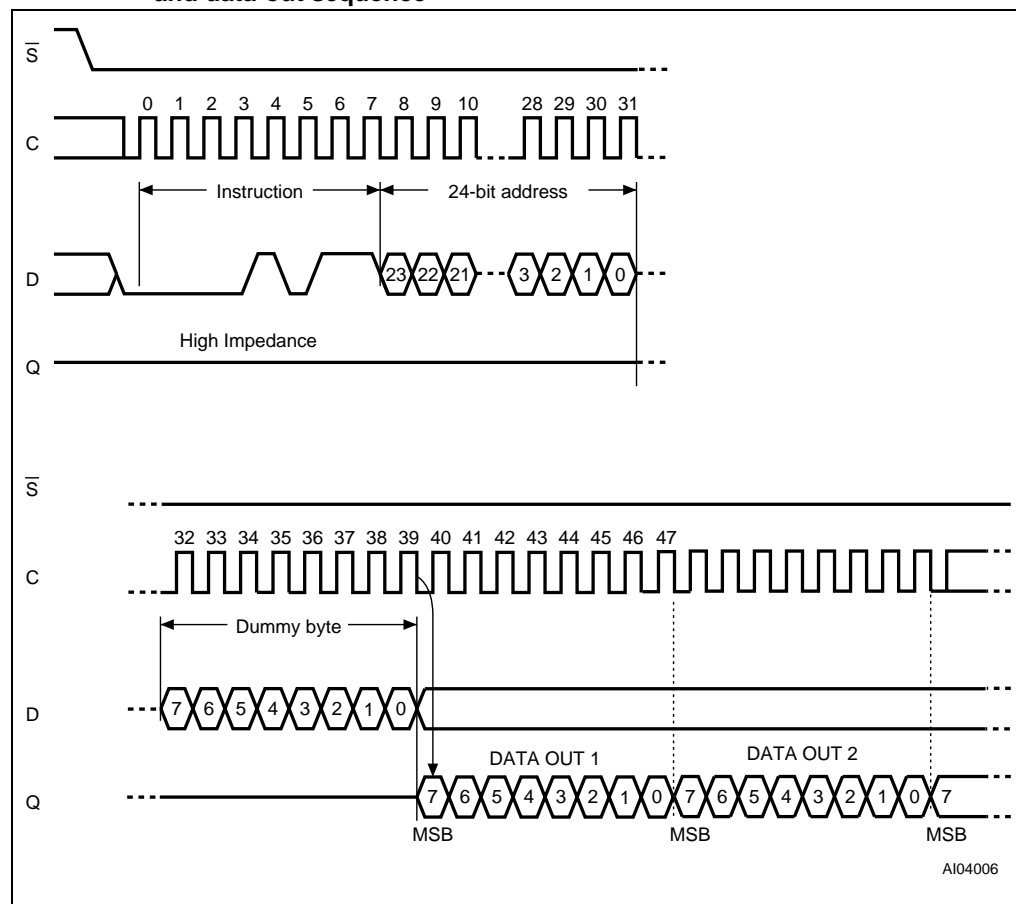 and data-out sequence
S
0 1 2 3 4 5 6 7 8 9 10 28 29 30 31
C
Instruction 24-bit address
D 23 22 21 3 2 1 0
High Impedance
Q
S
32 33 34 35 36 37 38 39 40 41 42 43 44 45 46 47
C
Dummy byte
D 7 6 5 4 3 2 1 0
DATA OUT 1 DATA OUT 2
Q 7 6 5 4 3 2 1 0 7 6 5 4 3 2 1 0 7
MSB MSB MSB
AI04006